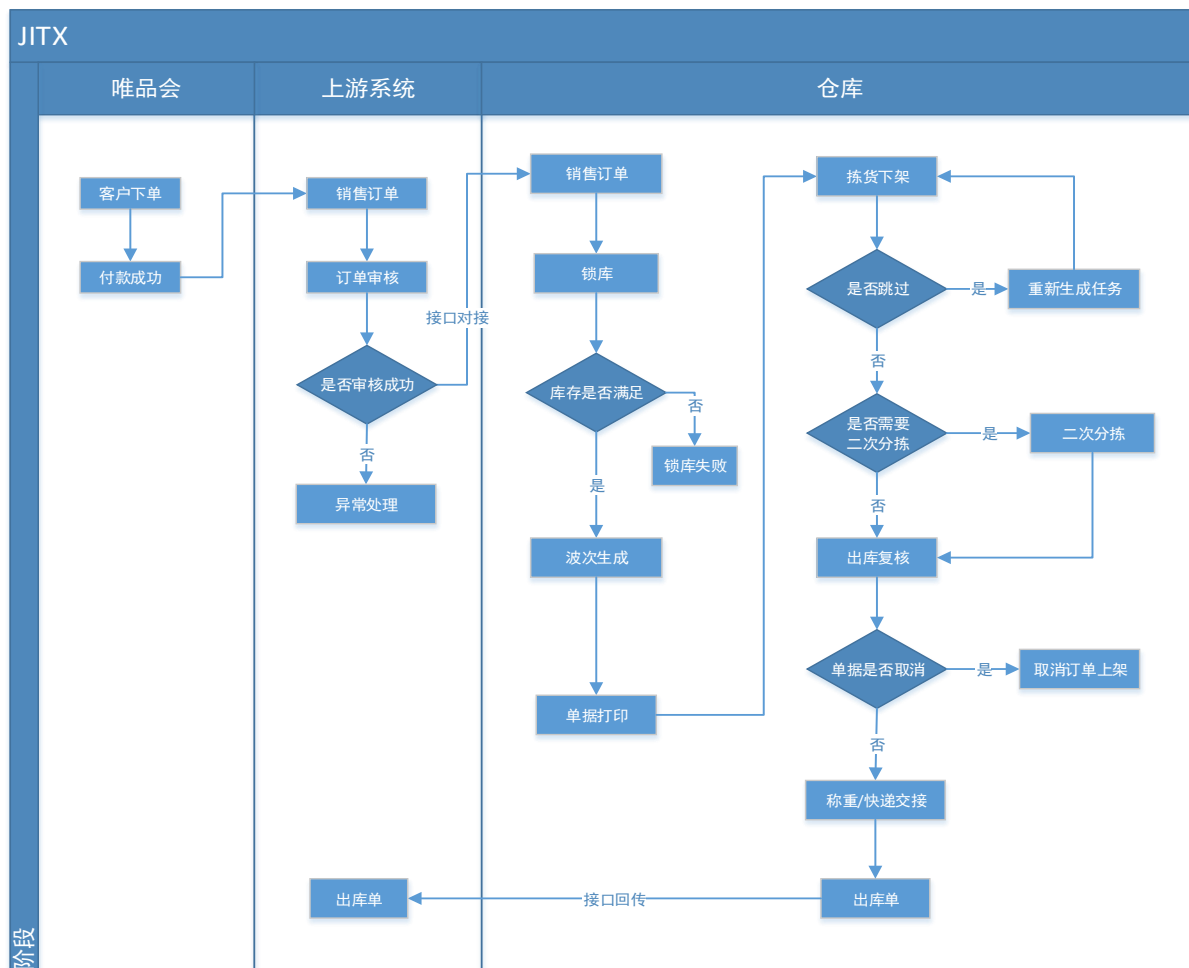 JITX
唯品会
上游系统
仓库
阶段
客户下单
付款成功
销售订单
订单审核
是否审核成功
否
异常处理
接口对接
销售订单
锁库
库存是否满足
否
锁库失败
是
波次生成
单据打印
拣货下架
是否跳过
是
重新生成任务
否
是否需要
二次分拣
是
二次分拣
否
出库复核
单据是否取消
是
取消订单上架
否
称重/快递交接
出库单
接口回传
出库单